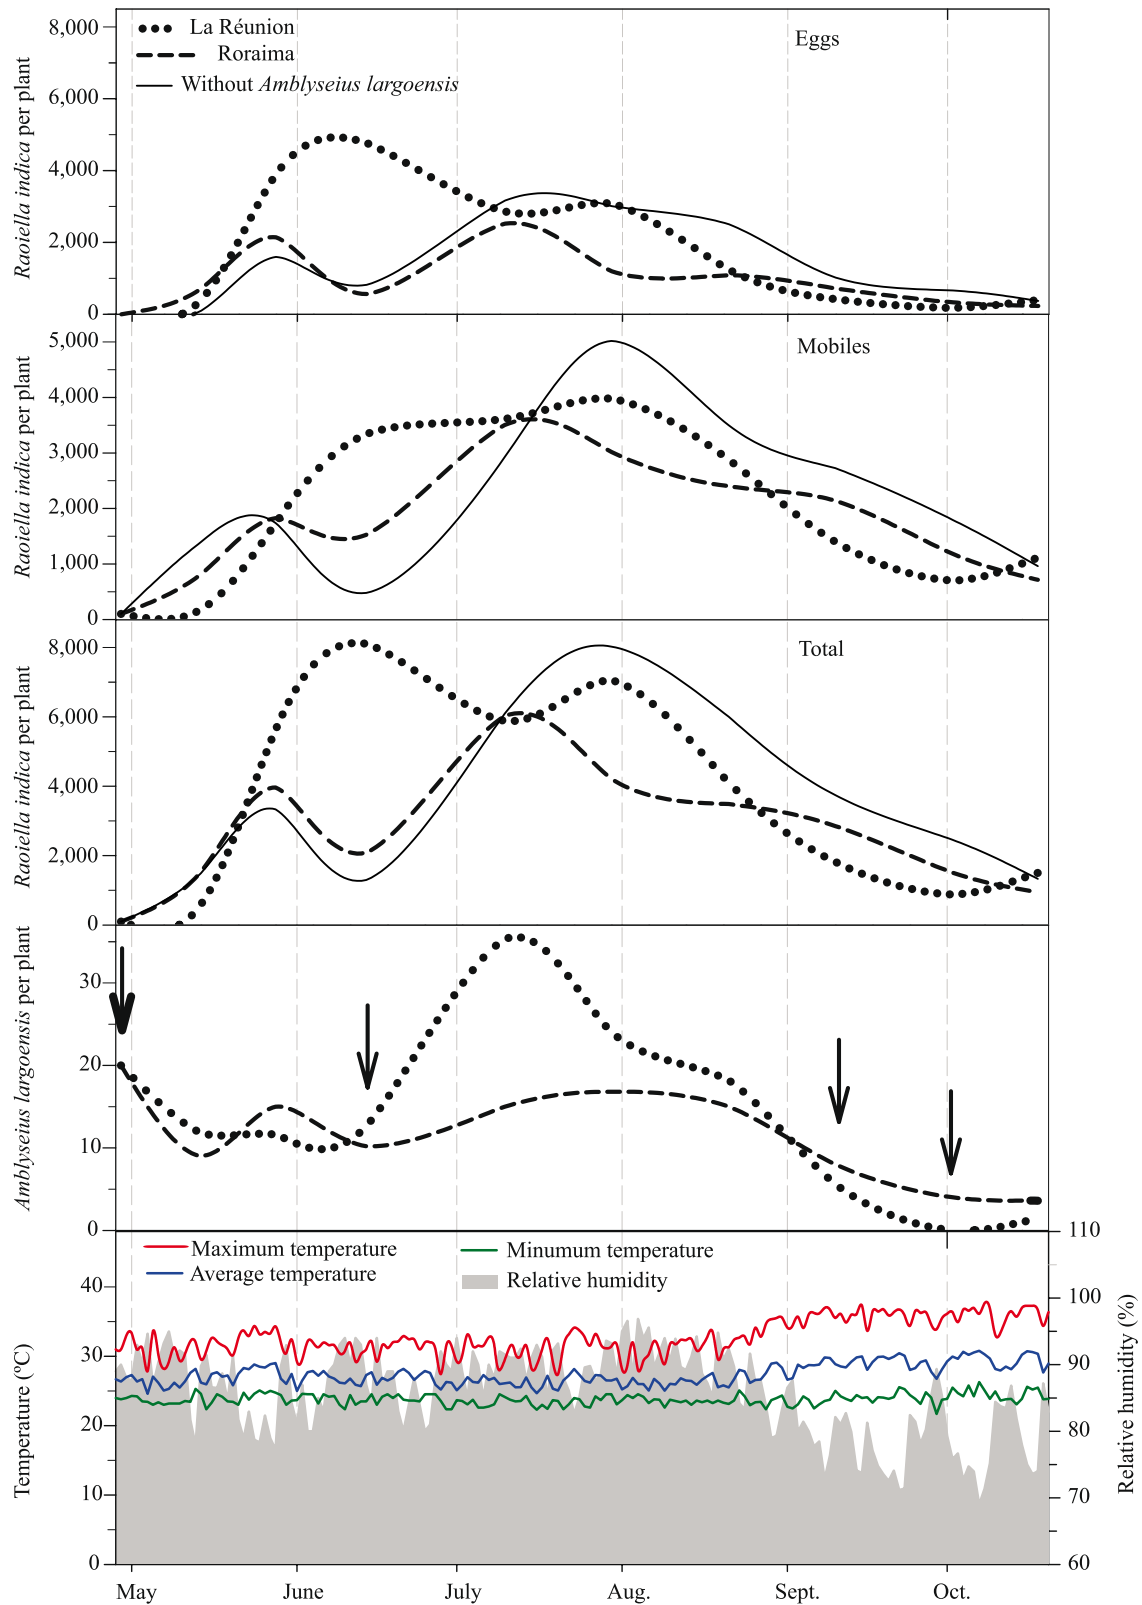 8,000
6,000
4,000
2,000
0
Raoiella indica per plant
La Réunion
Roraima
Without Amblyseius largoensis
Eggs
5,000
4,000
3,000
2,000
1,000
0
Raoiella indica per plant
Mobiles
8,000
6,000
4,000
2,000
0
Raoiella indica per plant
Total
30
20
10
0
Amblyseius largoensis per plant
Maximum temperature
Average temperature
Minumum temperature
Relative humidity
40
30
20
10
0
Temperature (ºC)
110
100
90
80
70
60
Relative humidity (%)
May June July Aug. Sept. Oct.